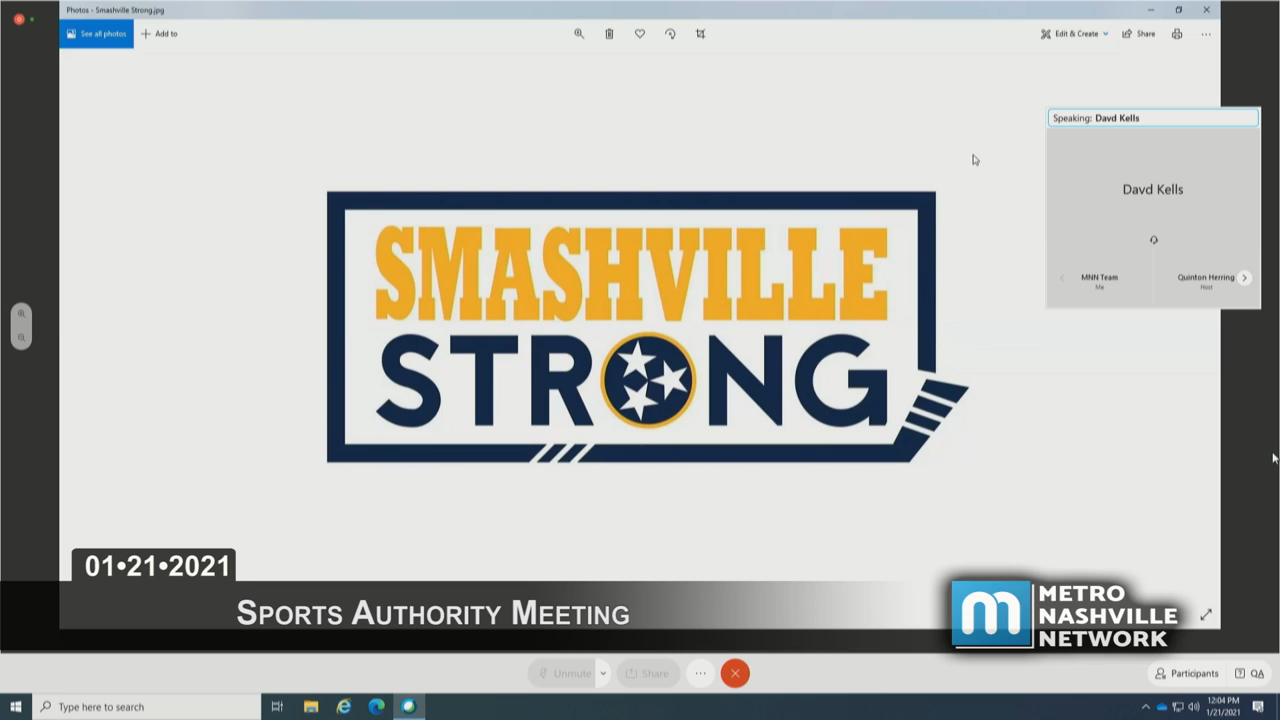 Photos - Smashville Strong.jpg
See all photos
Add to
Edit & Create
Share
Speaking: Davd Kells
Davd Kells
MNN Team
Me
Quinton Herring
Host
SMASHVILLE
STRONG
01•21•2021
SPORTS AUTHORITY MEETING
m METRO
NASHVILLE
NETWORK
Unmute
Share
Participants
Type here to search
12:04 PM
1/21/2021